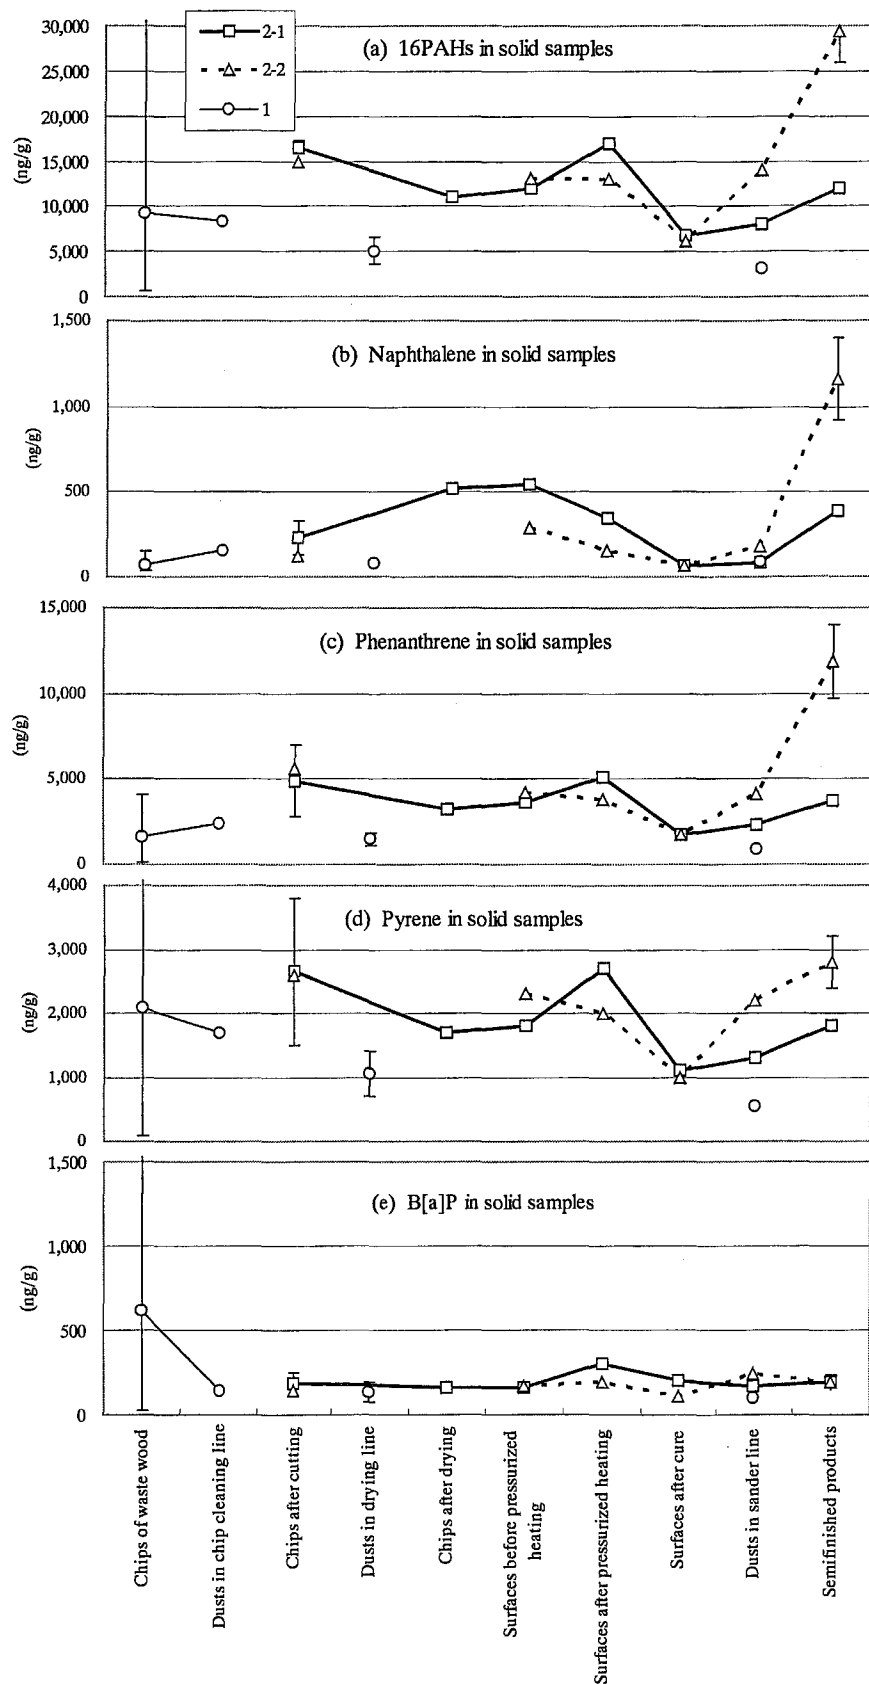 30,000
25,000
20,000
15,000
10,000
5,000
0
(ng/g)
2-1
2-2
1
(a) 16PAHs in solid samples
1,500
1,000
500
0
(ng/g)
(b) Naphthalene in solid samples
15,000
10,000
5,000
0
(ng/g)
(c) Phenanthrene in solid samples
4,000
3,000
2,000
1,000
0
(ng/g)
(d) Pyrene in solid samples
1,500
1,000
500
0
(ng/g)
(e) B[a]P in solid samples
Chips of waste wood
Dusts in chip cleaning line
Chips after cutting
Dusts in drying line
Chips after drying
Surfaces before pressurized
heating
Surfaces after pressurized heating
Surfaces after cure
Dusts in sander line
Semifinished products